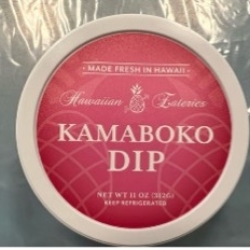 • MADE FRESH IN HAWAII •
Hawaiian Eateries
KAMABOKO
DIP
NET WT 11 OZ (312G)
KEEP REFRIGERATED